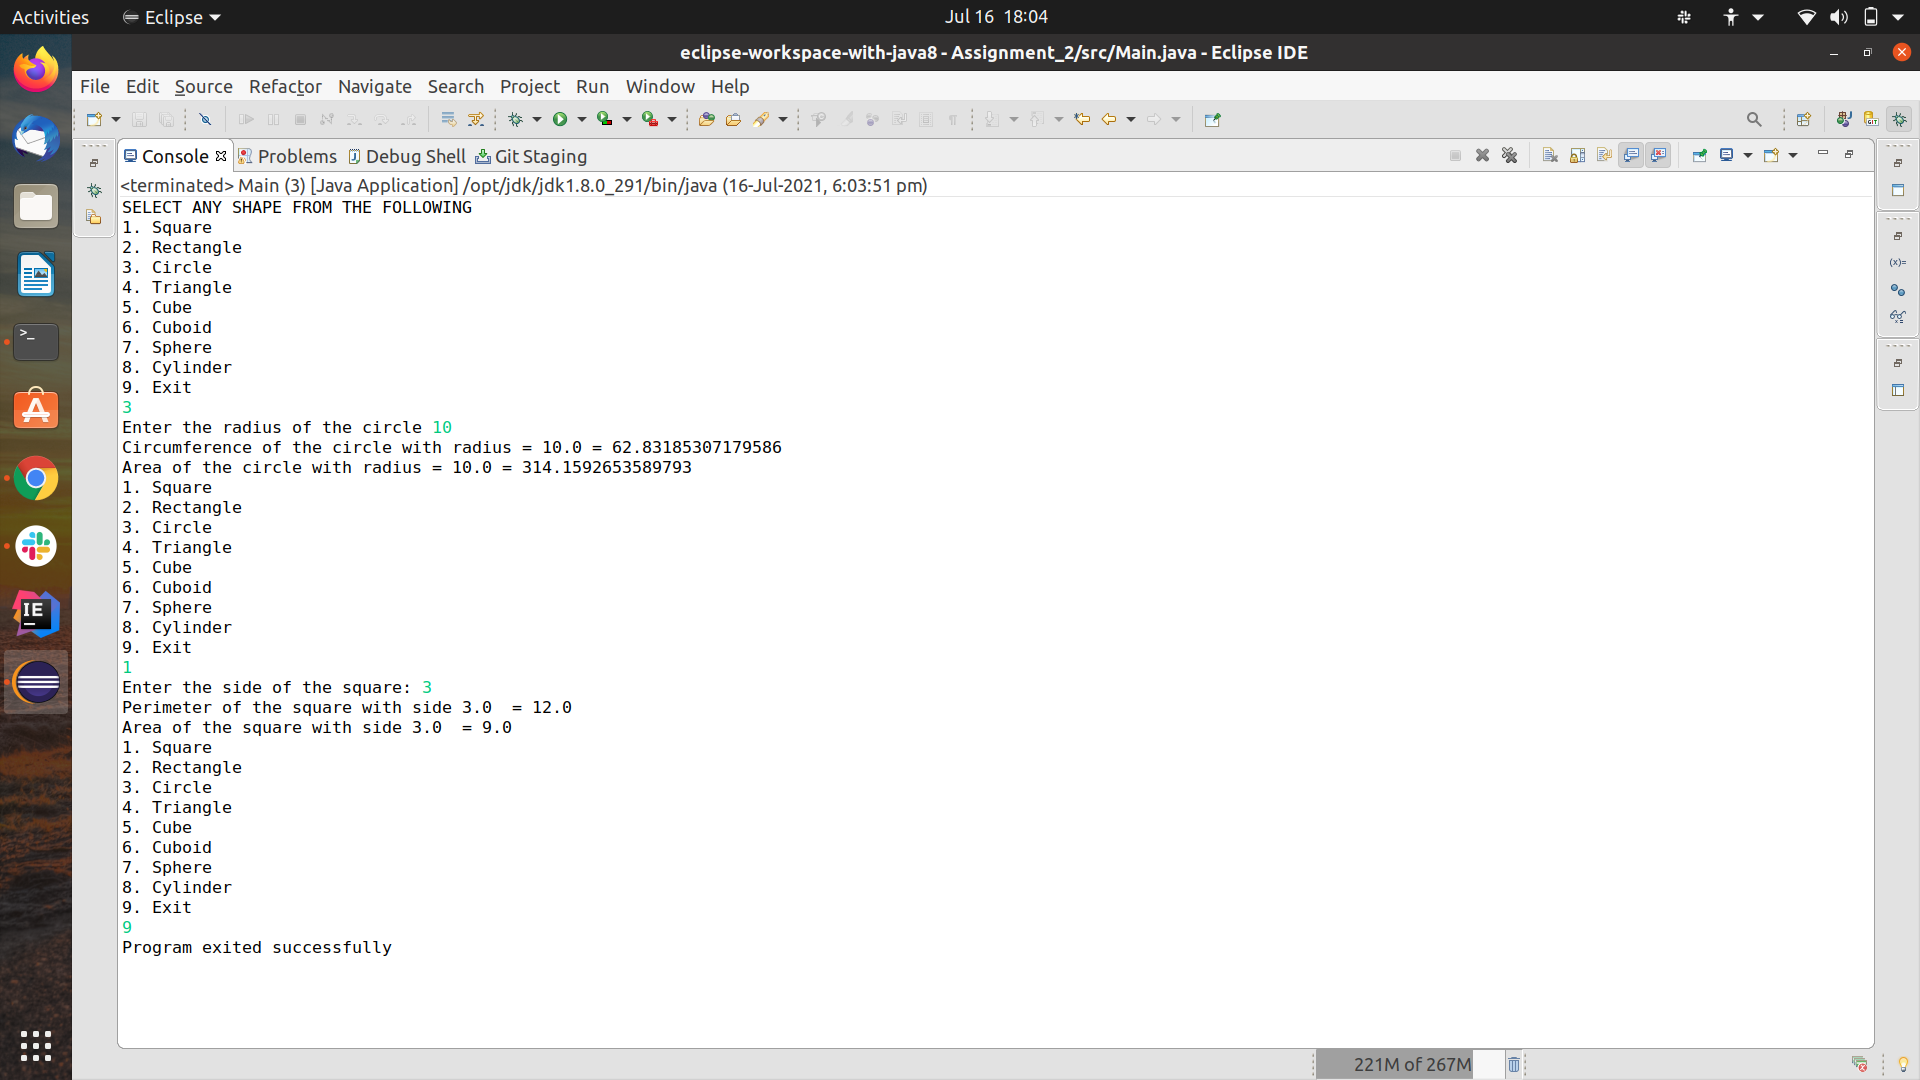 Activities Eclipse Jul 16 18:04
eclipse-workspace-with-java8 - Assignment_2/src/Main.java - Eclipse IDE
File Edit Source Refactor Navigate Search Project Run Window Help
Console Problems Debug Shell Git Staging
<terminated> Main (3) [Java Application] /opt/jdk/jdk1.8.0_291/bin/java (16-Jul-2021, 6:03:51 pm)
SELECT ANY SHAPE FROM THE FOLLOWING
1. Square
2. Rectangle
3. Circle
4. Triangle
5. Cube
6. Cuboid
7. Sphere
8. Cylinder
9. Exit
3
Enter the radius of the circle 10
Circumference of the circle with radius = 10.0 = 62.83185307179586
Area of the circle with radius = 10.0 = 314.1592653589793
1. Square
2. Rectangle
3. Circle
4. Triangle
5. Cube
6. Cuboid
7. Sphere
8. Cylinder
9. Exit
1
Enter the side of the square: 3
Perimeter of the square with side 3.0  = 12.0
Area of the square with side 3.0  = 9.0
1. Square
2. Rectangle
3. Circle
4. Triangle
5. Cube
6. Cuboid
7. Sphere
8. Cylinder
9. Exit
9
Program exited successfully
221M of 267M